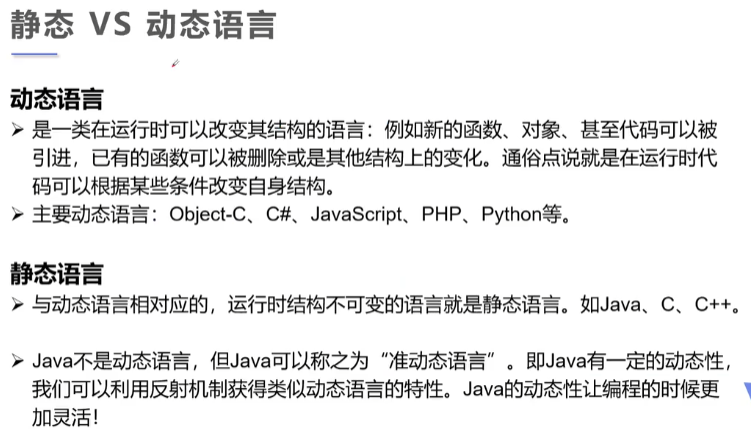 静态 VS 动态语言
动态语言
➢ 是一类在运行时可以改变其结构的语言：例如新的函数、对象、甚至代码可以被
引进，已有的函数可以被删除或是其他结构上的变化。通俗点说就是在运行时代
码可以根据某些条件改变自身结构。
➢ 主要动态语言：Object-C、C#、JavaScript、PHP、Python等。
静态语言
➢ 与动态语言相对应的，运行时结构不可变的语言就是静态语言。如Java、C、C++。
➢ Java不是动态语言，但Java可以称之为“准动态语言”。即Java有一定的动态性，
我们可以利用反射机制获得类似动态语言的特性。Java的动态性让编程的时候更
加灵活！